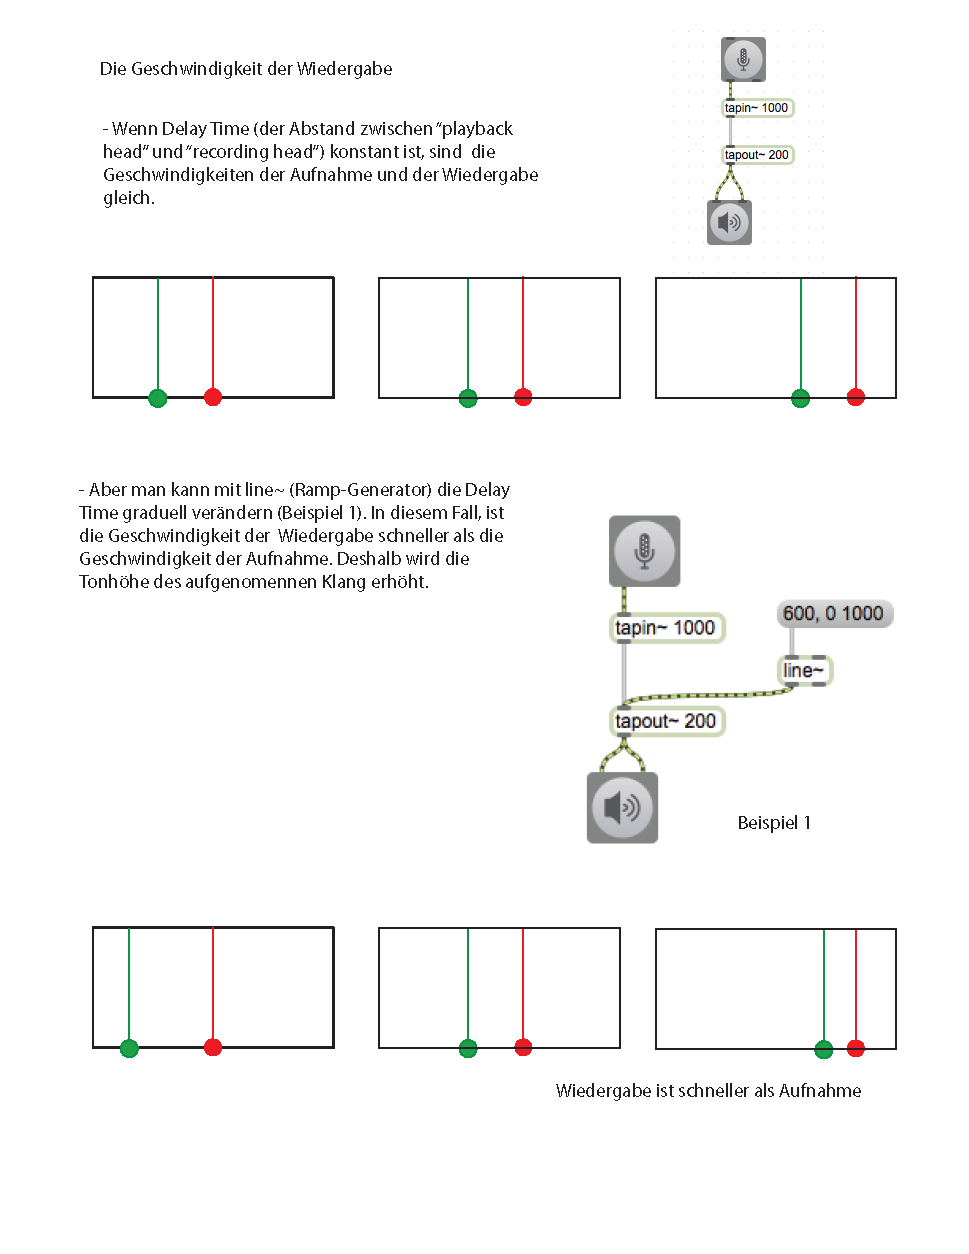 Die Geschwindigkeit der Wiedergabe
- Wenn Delay Time (der Abstand zwischen "playback
head" und "recording head") konstant ist, sind die
Geschwindigkeiten der Aufnahme und der Wiedergabe
gleich.
tapin~ 1000
tapout~ 200
- Aber man kann mit line~ (Ramp-Generator) die Delay
Time graduell verändern (Beispiel 1). In diesem Fall, ist
die Geschwindigkeit der Wiedergabe schneller als die
Geschwindigkeit der Aufnahme. Deshalb wird die
Tonhöhe des aufgenomennen Klang erhöht.
600, 0 1000
tapin~ 1000
line~
tapout~ 200
Beispiel 1
Wiedergabe ist schneller als Aufnahme